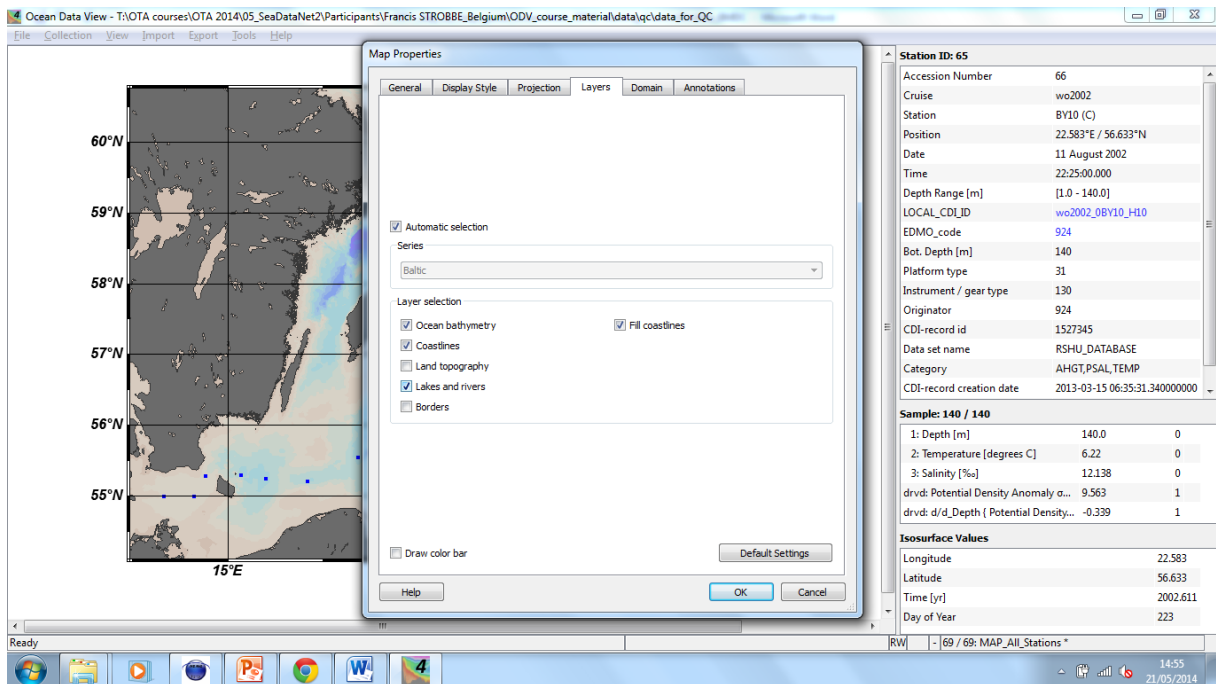 4 Ocean Data View - T:\OTA courses\OTA 2014\05_SeaDataNet2\Participants\Francis STROBBE_Belgium\ODV_course_material\data\qc\data_for_QC
File Collection View Import Export Tools Help
60°N
59°N
58°N
57°N
56°N
55°N
15°E
Map Properties
General Display Style Projection Layers Domain Annotations
Automatic selection
Series
Baltic
Layer selection
Ocean bathymetry Fill coastlines
Coastlines
Land topography
Lakes and rivers
Borders
Draw color bar Default Settings
Help OK Cancel
Station ID: 65
Accession Number 66
Cruise wo2002
Station BY10 (C)
Position 22.583°E / 56.633°N
Date 11 August 2002
Time 22:25:00.000
Depth Range [m] [1.0 - 140.0]
LOCAL_CDI_ID wo2002_0BY10_H10
EDMO_code 924
Bot. Depth [m] 140
Platform type 31
Instrument / gear type 130
Originator 924
CDI-record id 1527345
Data set name RSHU_DATABASE
Category AHGT,PSAL,TEMP
CDI-record creation date 2013-03-15 06:35:31.340000000
Sample: 140 / 140
1: Depth [m] 140.0 0
2: Temperature [degrees C] 6.22 0
3: Salinity [‰] 12.138 0
drvd: Potential Density Anomaly σ... 9.563 1
drvd: d/d_Depth { Potential Density... -0.339 1
Isosurface Values
Longitude 22.583
Latitude 56.633
Time [yr] 2002.611
Day of Year 223
Ready RW - 69 / 69: MAP_All_Stations *
P W 4
14:55
21/05/2014